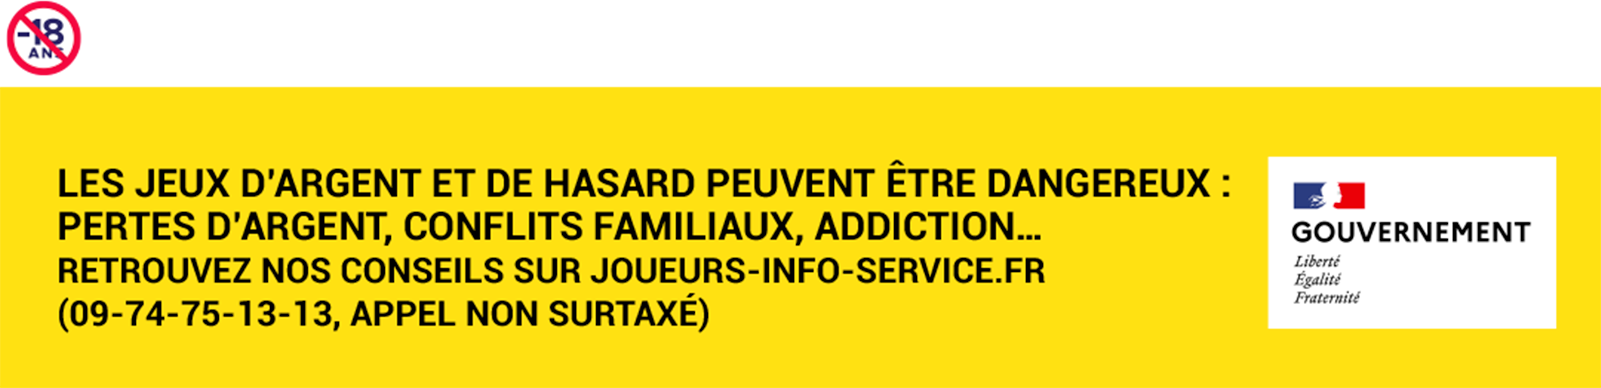 -18
ANS
LES JEUX D'ARGENT ET DE HASARD PEUVENT ÊTRE DANGEREUX :
PERTES D'ARGENT, CONFLITS FAMILIAUX, ADDICTION...
RETROUVEZ NOS CONSEILS SUR JOUEURS-INFO-SERVICE.FR
(09-74-75-13-13, APPEL NON SURTAXÉ)
GOUVERNEMENT
Liberté
Égalité
Fraternité